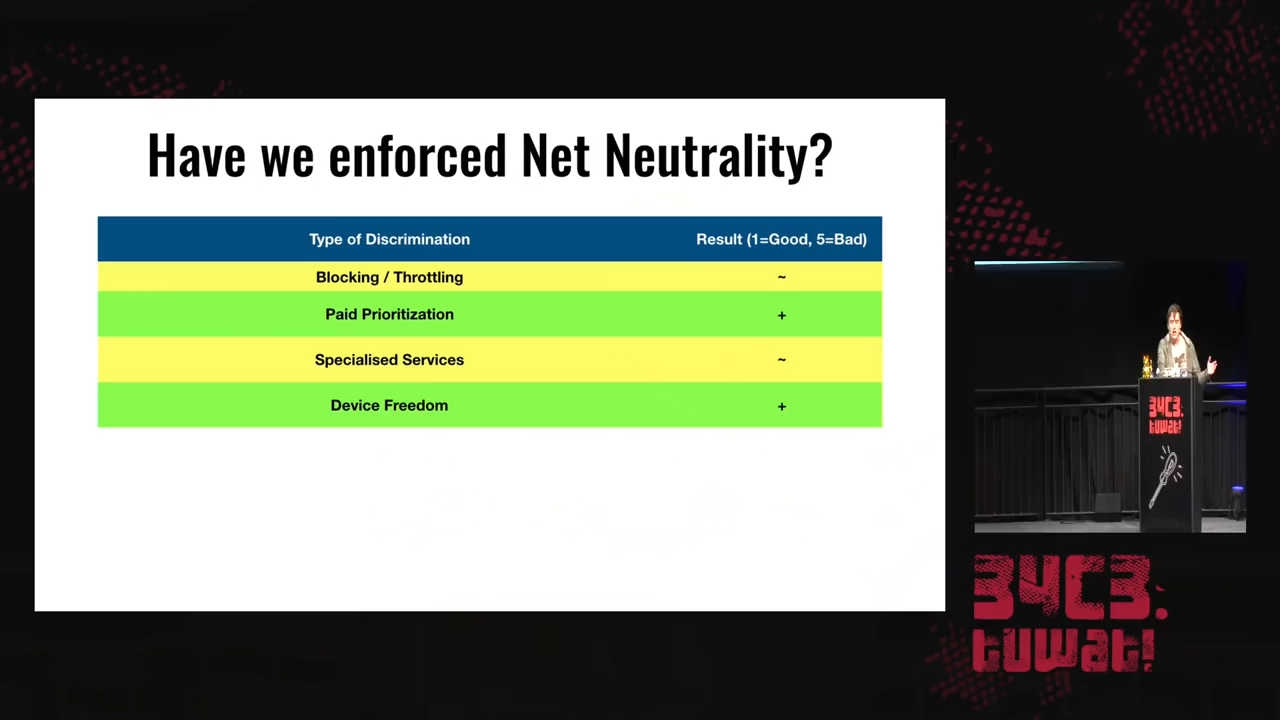 Have we enforced Net Neutrality?
Type of Discrimination Result (1=Good, 5=Bad)
Blocking / Throttling ~
Paid Prioritization +
Specialised Services ~
Device Freedom +
34C3.
tuwat!
34C3.
tuwat!